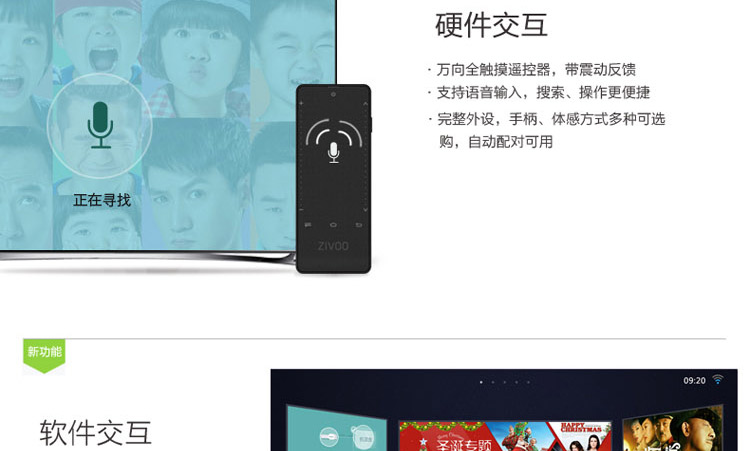 硬件交互
· 万向全触摸遥控器，带震动反馈
· 支持语音输入，搜索、操作更便捷
· 完整外设，手柄、体感方式多种可选
购，自动配对可用
正在寻找
ZIVOO
新功能
09:20
软件交互
圣诞专题
HAPPY
CHRISTMAS